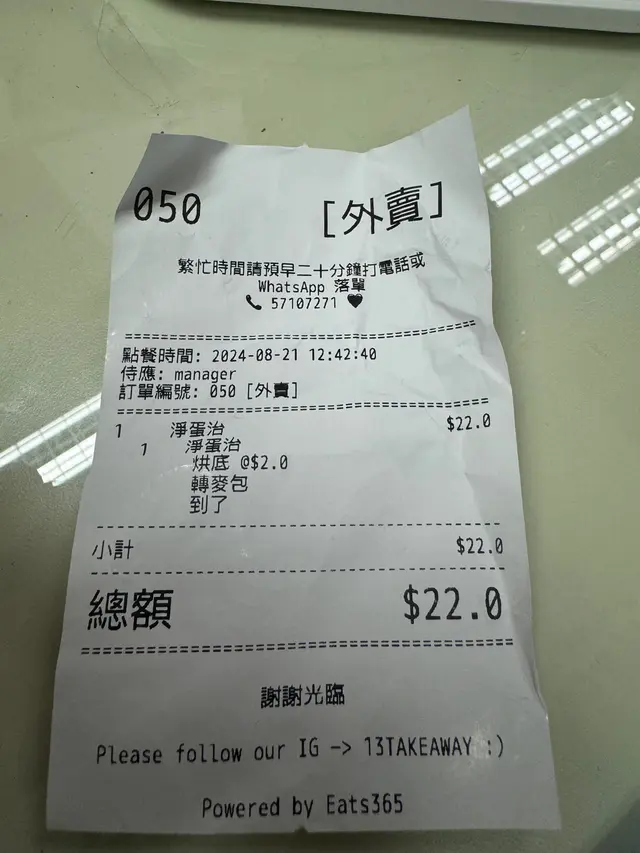 050 [外賣]
繁忙時間請預早二十分鐘打電話或
WhatsApp 落單
📞 57107271 ♥
點餐時間: 2024-08-21 12:42:40
侍應: manager
訂單編號: 050 [外賣]
1 淨蛋治 $22.0
1 淨蛋治
烘底 @$2.0
轉麥包
到了
小計 $22.0
總額 $22.0
謝謝光臨
Please follow our IG -> 13TAKEAWAY :)
Powered by Eats365